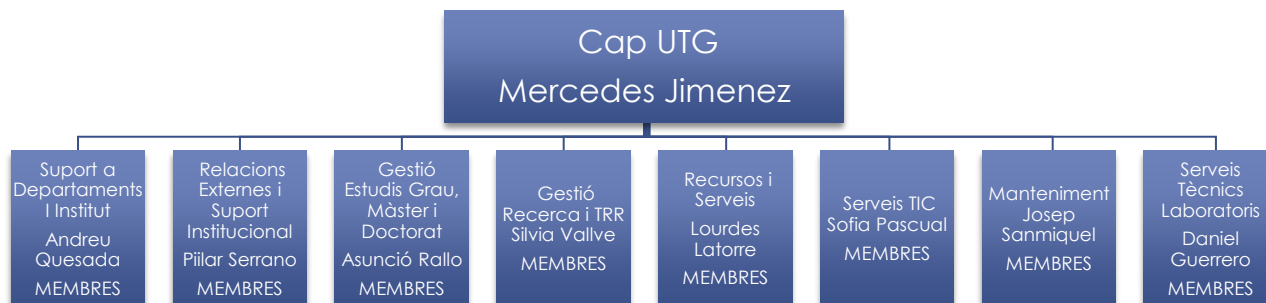 Cap UTG
Mercedes Jimenez
Suport a
Departaments
I Institut
Andreu
Quesada
MEMBRES
Relacions
Externes i
Suport
Institucional
Piilar Serrano
MEMBRES
Gestió
Estudis Grau,
Màster i
Doctorat
Asunció Rallo
MEMBRES
Gestió
Recerca i TRR
Silvia Vallve
MEMBRES
Recursos i
Serveis
Lourdes
Latorre
MEMBRES
Serveis TIC
Sofia Pascual
MEMBRES
Manteniment
Josep
Sanmiquel
MEMBRES
Serveis
Tècnics
Laboratoris
Daniel
Guerrero
MEMBRES